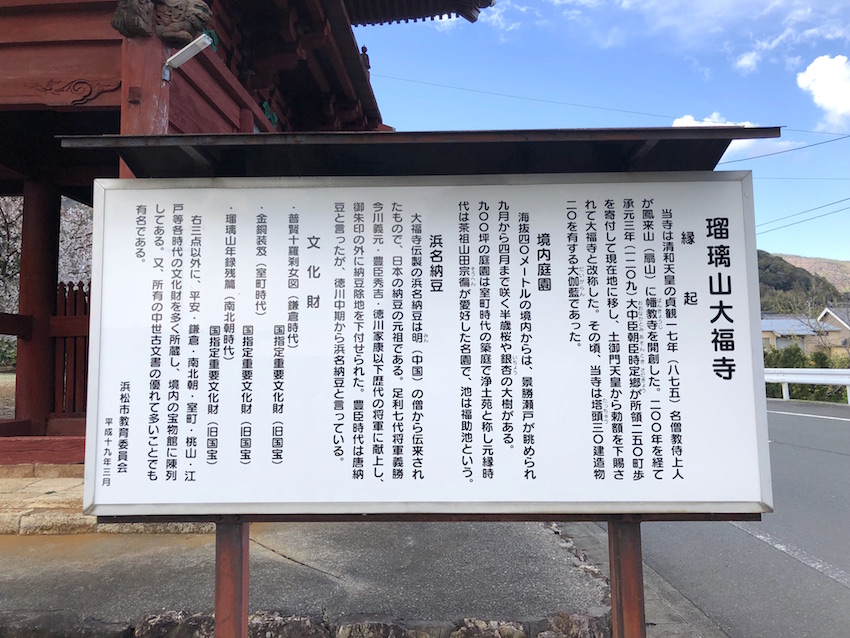 瑠璃山大福寺
縁起
当寺は清和天皇の貞観一七年(八七五)名僧教侍上人
が鳳来山(扇山)に幡教寺を開創した。二〇〇年を経て
承元三年(一二〇九)大中臣朝臣時定郷が所領二五〇町歩
を寄付して現在地に移し、土御門天皇から勅額を下賜さ
れて大福寺と改称した。その頃、当寺は塔頭三〇建造物
二〇を有する大伽藍であった。
境内庭園
海抜四〇メートルの境内からは、景勝瀬戸が眺められ
九月から四月まで咲く半歳桜や銀杏の大樹がある。
九〇〇坪の庭園は室町時代の築庭で浄土苑と称し元緑時
代は茶祖山田宗徧が愛好した名園で、池は福助池という。
浜名納豆
大福寺伝製の浜名納豆は明(中国)の僧から伝来され
たもので、日本の納豆の元祖である。足利七代将軍義勝
今川義元・豊臣秀吉・徳川家康以下歴代の将軍に献上し、
御朱印の外に納豆除地を下付せられた。豊臣時代は唐納
豆と言ったが、徳川中期から浜名納豆と言っている。
文化財
・普賢十羅刹女図(鎌倉時代)
国指定重要文化財(旧国宝)
・金銅装笈(室町時代)
国指定重要文化財(旧国宝)
・瑠璃山年録残篇(南北朝時代)
国指定重要文化財(旧国宝)
右三点以外に、平安・鎌倉・南北朝・室町・桃山・江
戸等各時代の文化財を多く所蔵し、境内の宝物館に陳列
してある。又、所有の中世古文書の優れて多いことでも
有名である。
浜松市教育委員会
平成十九年三月